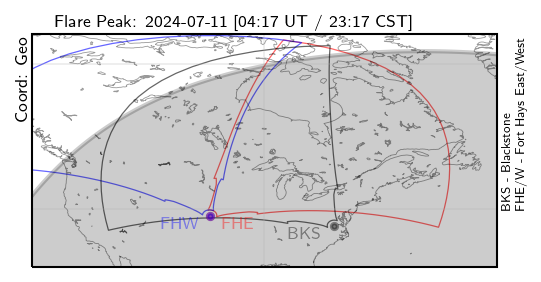 Flare Peak: 2024-07-11 [04:17 UT / 23:17 CST]
Coord: Geo
FHW
FHE
BKS
BKS - Blackstone
FHE/W - Fort Hays East/West